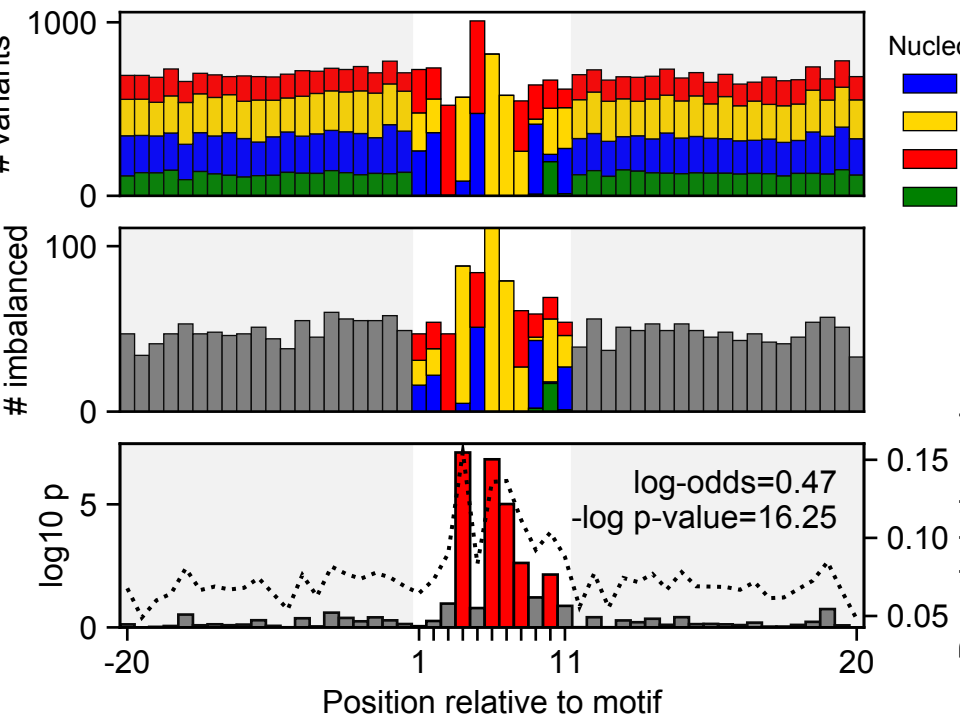 1000
# variants
Nucleo
0
100
# imbalanced
0
log-odds=0.47
-log p-value=16.25
5
log10 p
0
0.15
0.10
0.05
-20
1
11
20
Position relative to motif